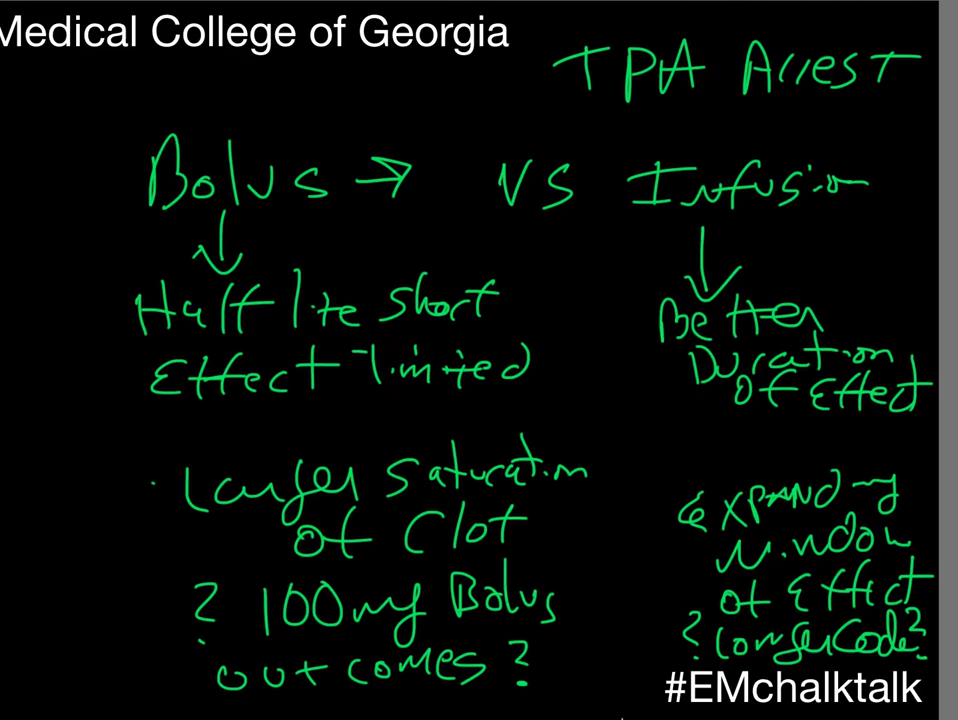 Medical College of Georgia
TPA Arrest
Bolus → VS Infusion
Half life short
Effect limited
Larger saturation
of Clot
? 100mg Bolus
outcomes ?
Better
Duration
of Effect
Expanding
window
of Effect
? Longer Code?
#EMchalktalk